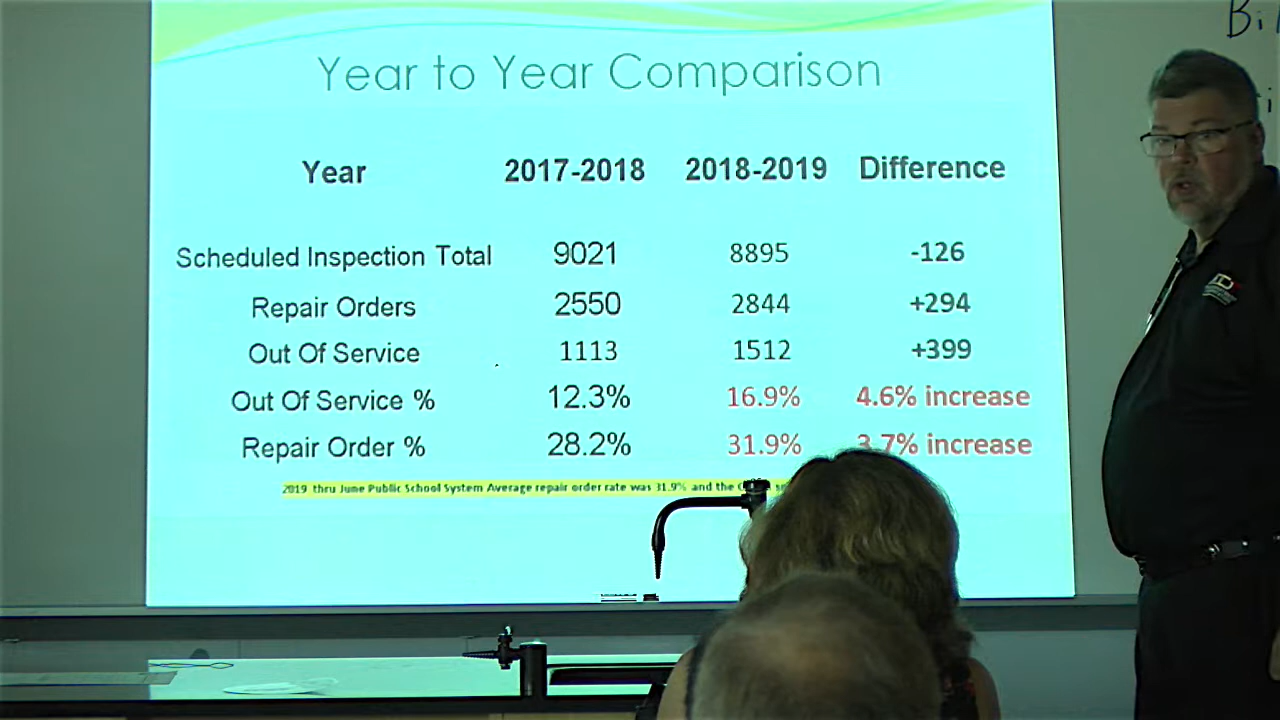 Year to Year Comparison
Year 2017-2018 2018-2019 Difference
Scheduled Inspection Total 9021 8895 -126
Repair Orders 2550 2844 +294
Out Of Service 1113 1512 +399
Out Of Service % 12.3% 16.9% 4.6% increase
Repair Order % 28.2% 31.9% 3.7% increase
2019 thru June Public School System Average repair order rate was 31.9% and the